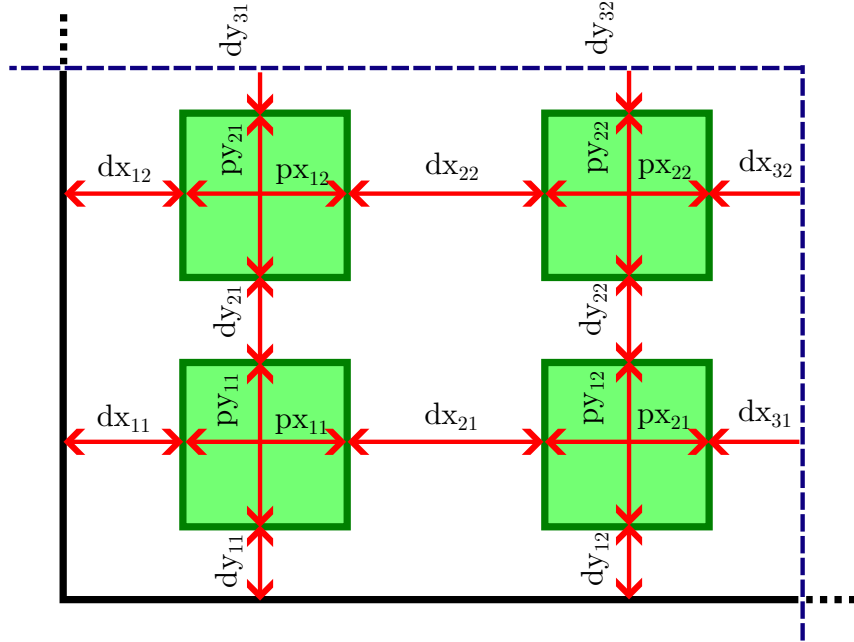 dy₃₁ dy₃₂
py₂₁ py₂₂
dx₁₂ px₁₂ dx₂₂ px₂₂ dx₃₂
dy₂₁ dy₂₂
py₁₁ py₁₂
dx₁₁ px₁₁ dx₂₁ px₂₁ dx₃₁
dy₁₁ dy₁₂